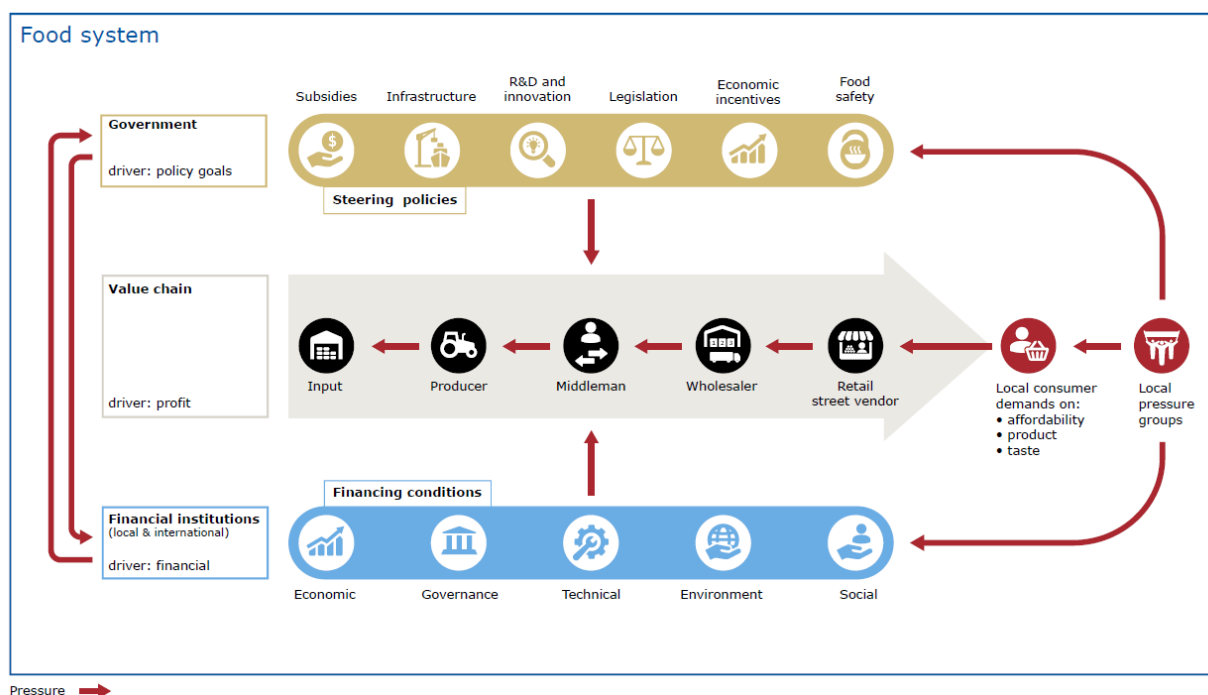 Food system
Subsidies
Infrastructure
R&D and
innovation
Legislation
Economic
incentives
Food
safety
Government
driver: policy goals
$
Steering policies
Value chain
driver: profit
Input
Producer
Middleman
Wholesaler
Retail
street vendor
Local consumer
demands on:
• affordability
• product
• taste
Local
pressure
groups
Financing conditions
Financial institutions
(local & international)
driver: financial
Economic
Governance
Technical
Environment
Social
Pressure